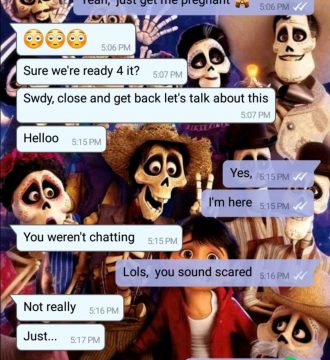 Yeah, just get me pregnant 🙈
5:06 PM
😳😳😳
5:06 PM
Sure we're ready 4 it? 5:07 PM
Swdy, close and get back let's talk about this
5:07 PM
Helloo 5:15 PM
Yes, 5:15 PM
I'm here 5:15 PM
You weren't chatting 5:15 PM
Lols, you sound scared 5:16 PM
Not really 5:16 PM
Just... 5:17 PM